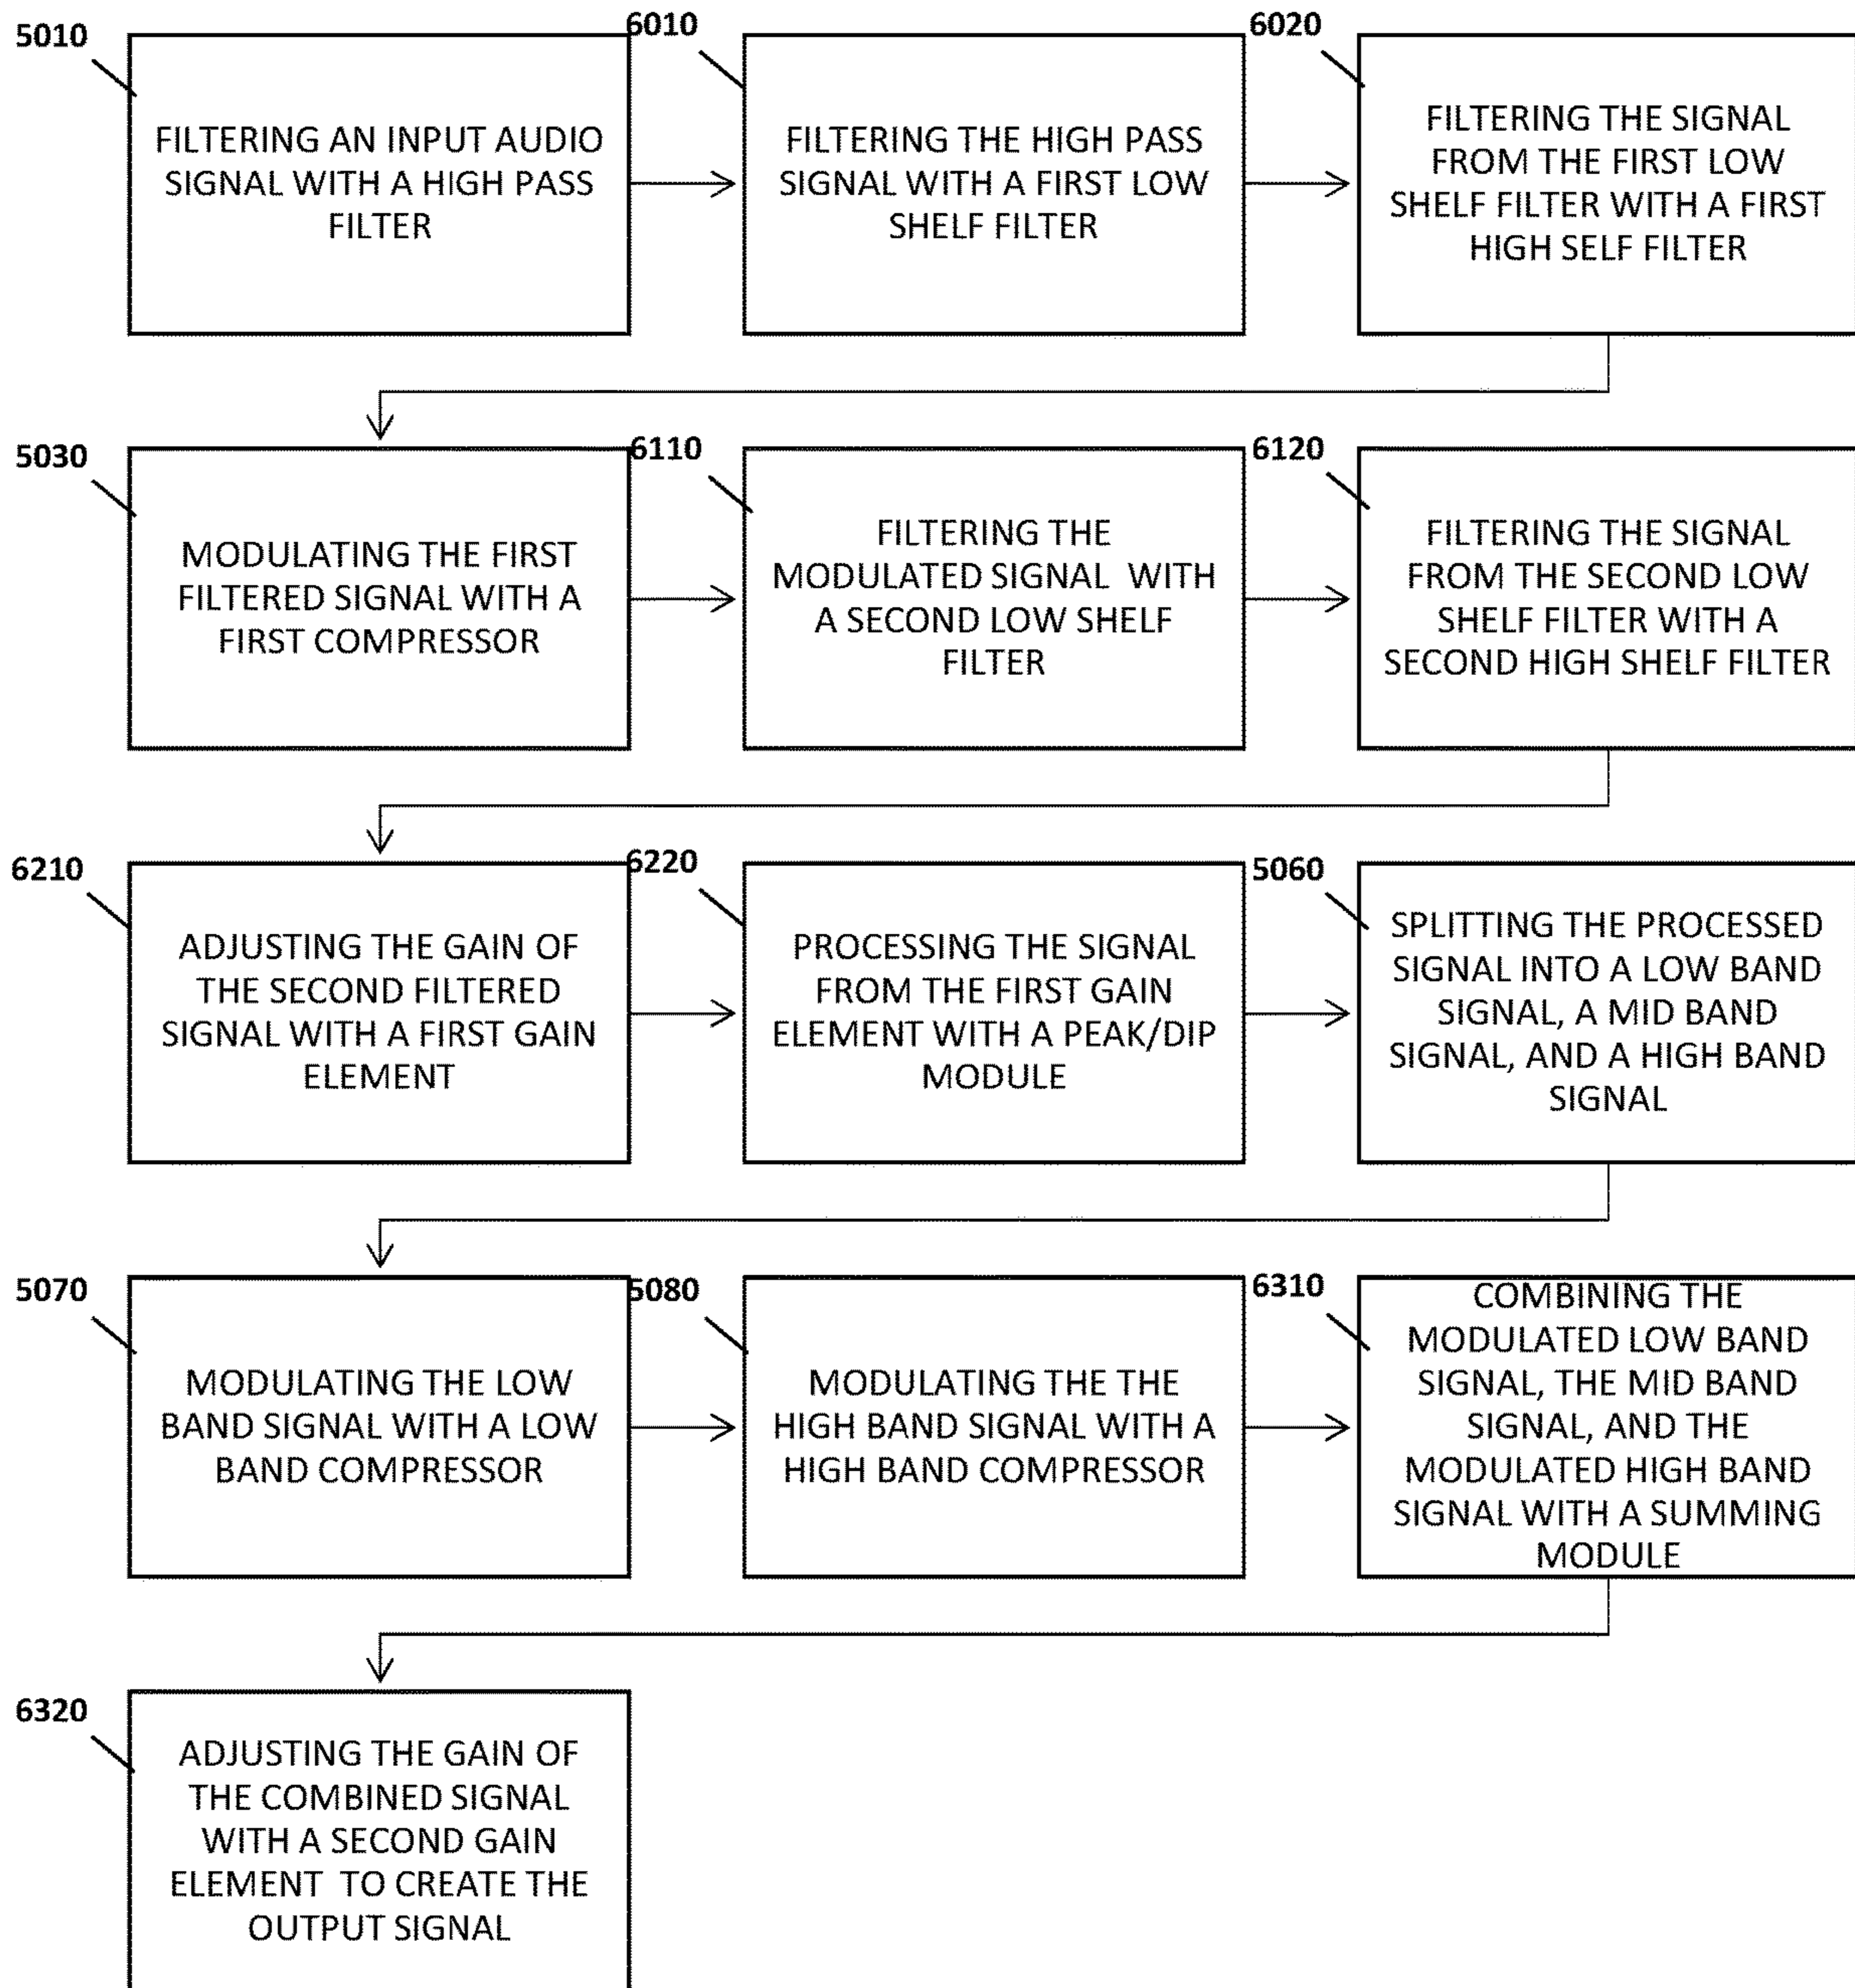 5010
FILTERING AN INPUT AUDIO
SIGNAL WITH A HIGH PASS
FILTER
6010
FILTERING THE HIGH PASS
SIGNAL WITH A FIRST LOW
SHELF FILTER
6020
FILTERING THE SIGNAL
FROM THE FIRST LOW
SHELF FILTER WITH A FIRST
HIGH SELF FILTER
5030
MODULATING THE FIRST
FILTERED SIGNAL WITH A
FIRST COMPRESSOR
6110
FILTERING THE
MODULATED SIGNAL WITH
A SECOND LOW SHELF
FILTER
6120
FILTERING THE SIGNAL
FROM THE SECOND LOW
SHELF FILTER WITH A
SECOND HIGH SHELF FILTER
6210
ADJUSTING THE GAIN OF
THE SECOND FILTERED
SIGNAL WITH A FIRST GAIN
ELEMENT
6220
PROCESSING THE SIGNAL
FROM THE FIRST GAIN
ELEMENT WITH A PEAK/DIP
MODULE
5060
SPLITTING THE PROCESSED
SIGNAL INTO A LOW BAND
SIGNAL, A MID BAND
SIGNAL, AND A HIGH BAND
SIGNAL
5070
MODULATING THE LOW
BAND SIGNAL WITH A LOW
BAND COMPRESSOR
5080
MODULATING THE THE
HIGH BAND SIGNAL WITH A
HIGH BAND COMPRESSOR
6310
COMBINING THE
MODULATED LOW BAND
SIGNAL, THE MID BAND
SIGNAL, AND THE
MODULATED HIGH BAND
SIGNAL WITH A SUMMING
MODULE
6320
ADJUSTING THE GAIN OF
THE COMBINED SIGNAL
WITH A SECOND GAIN
ELEMENT TO CREATE THE
OUTPUT SIGNAL